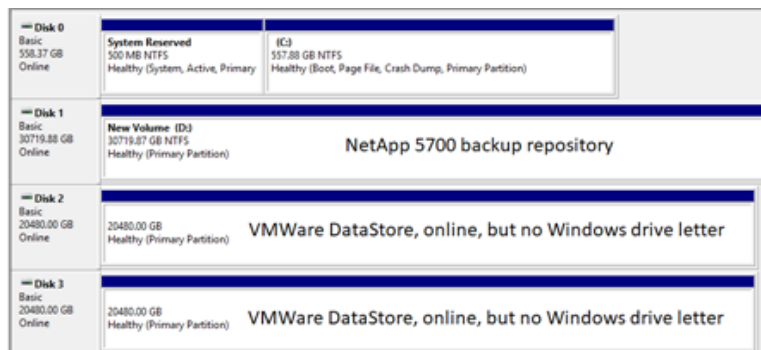 Disk 0
Basic
558.37 GB
Online
System Reserved
500 MB NTFS
Healthy (System, Active, Primary
(C:)
557.88 GB NTFS
Healthy (Boot, Page File, Crash Dump, Primary Partition)
Disk 1
Basic
30719.88 GB
Online
New Volume (D:)
30719.87 GB NTFS
Healthy (Primary Partition)
NetApp 5700 backup repository
Disk 2
Basic
20480.00 GB
Online
20480.00 GB
Healthy (Primary Partition)
VMWare DataStore, online, but no Windows drive letter
Disk 3
Basic
20480.00 GB
Online
20480.00 GB
Healthy (Primary Partition)
VMWare DataStore, online, but no Windows drive letter